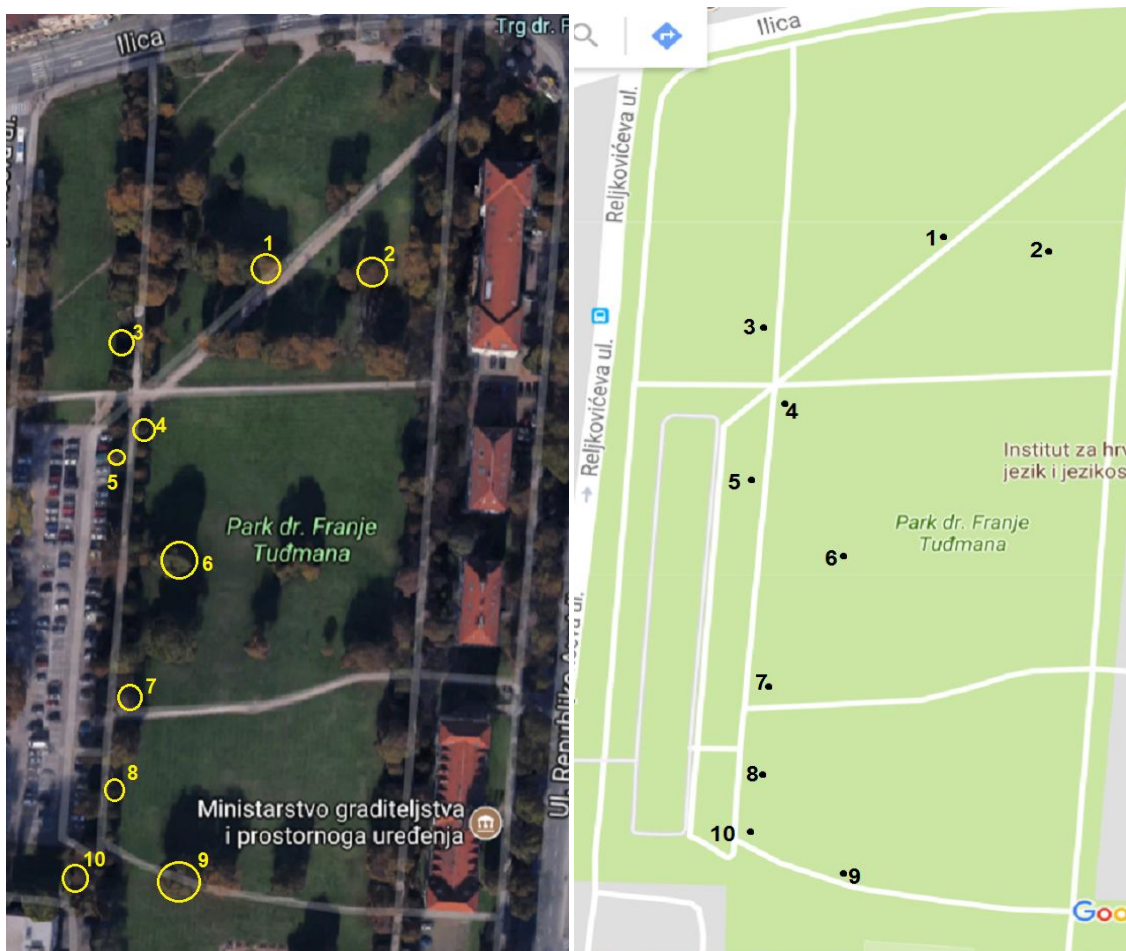 Ilica
Trg dr. F
1
2
3
4
5
Park dr. Franje
Tuđmana
6
7
8
Ministarstvo graditeljstva
i prostornoga uređenja
10
9
Ilica
Reljkovićeva ul.
1
2
3
Reljkovićeva ul.
4
Institut za hrv
jezik i jezikos
5
Park dr. Franje
Tuđmana
6
7
8
10
9
Goo